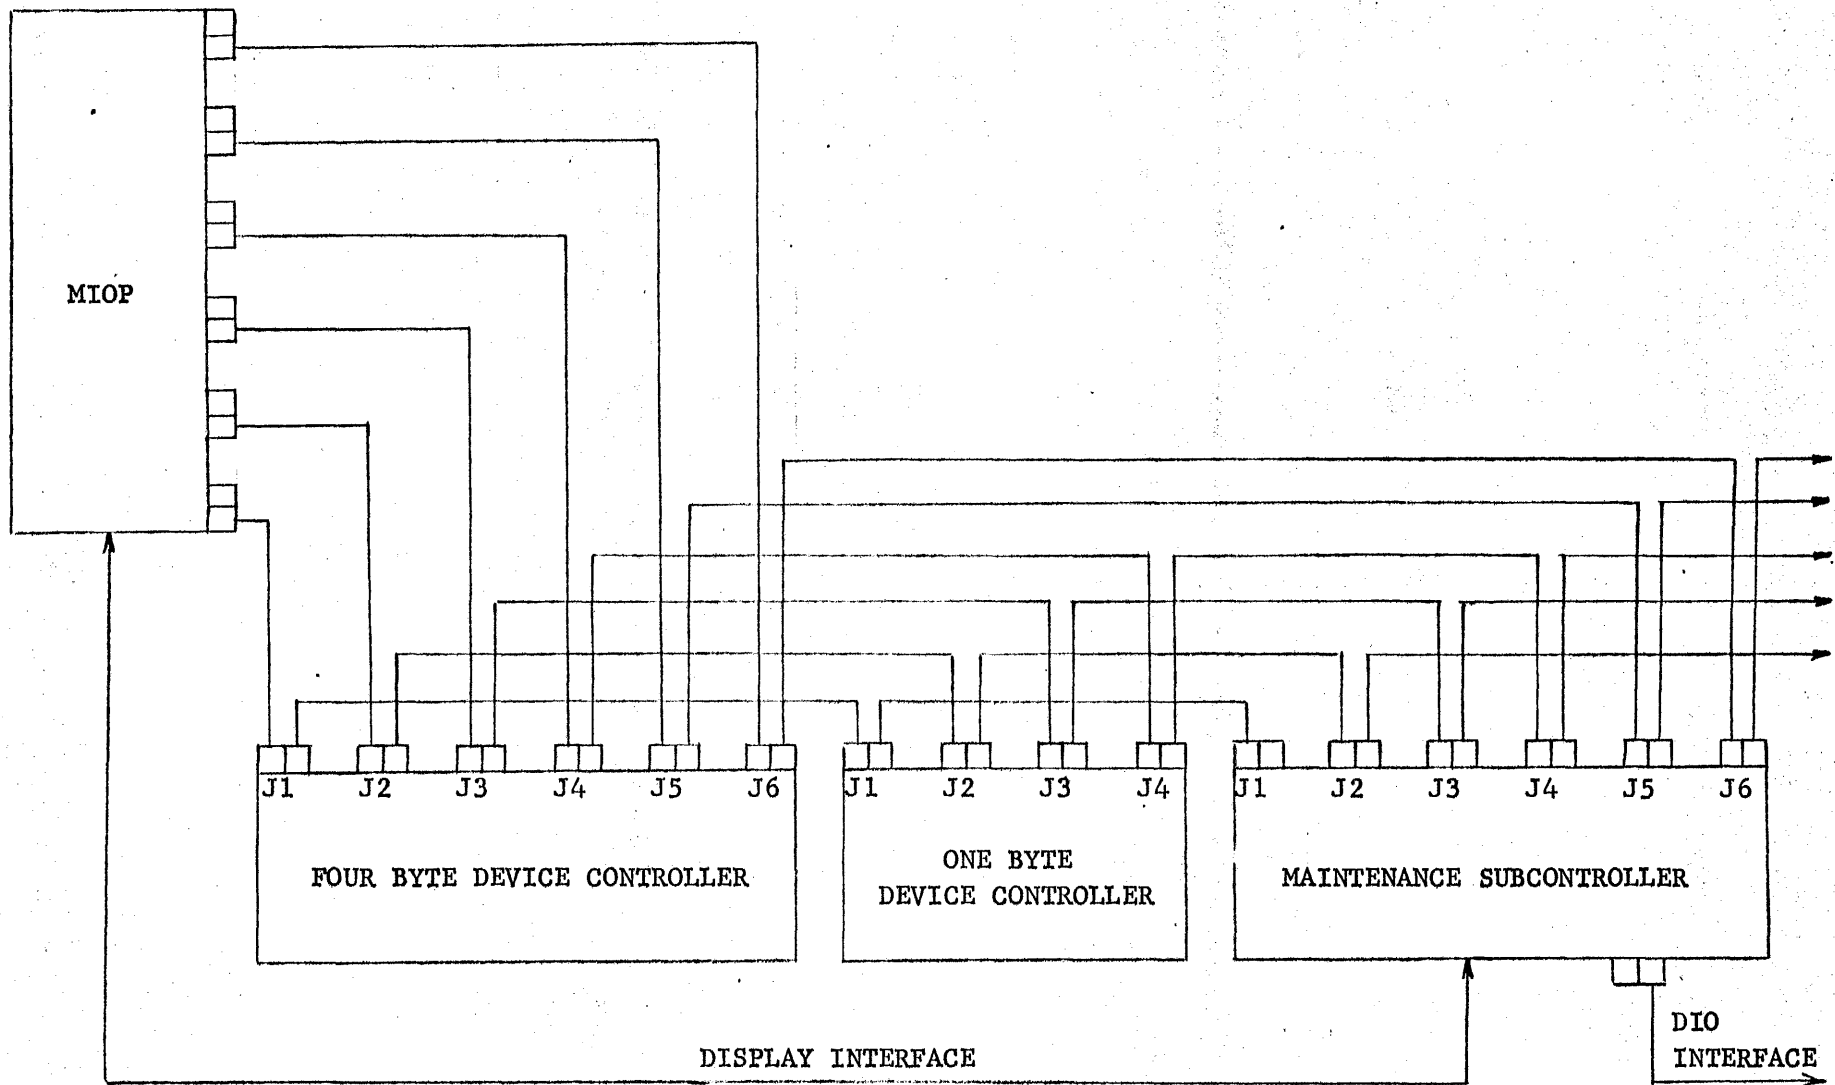 MIOP
J1 J2 J3 J4 J5 J6
J1 J2 J3 J4
J1 J2 J3 J4 J5 J6
FOUR BYTE DEVICE CONTROLLER
ONE BYTE
DEVICE CONTROLLER
MAINTENANCE SUBCONTROLLER
DISPLAY INTERFACE
DIO
INTERFACE